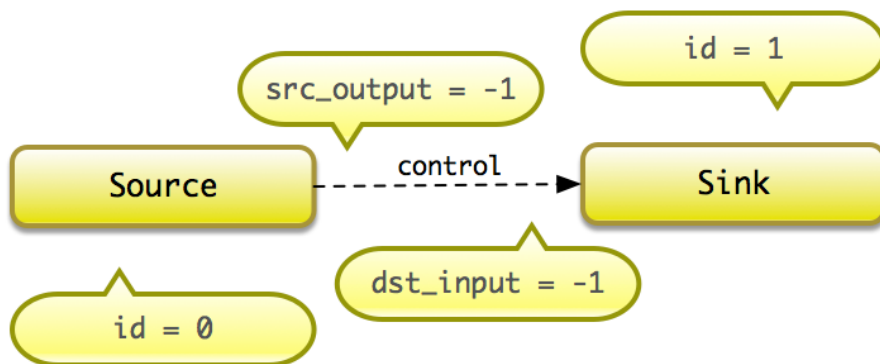 id = 1
src_output = -1
control
Source
Sink
dst_input = -1
id = 0